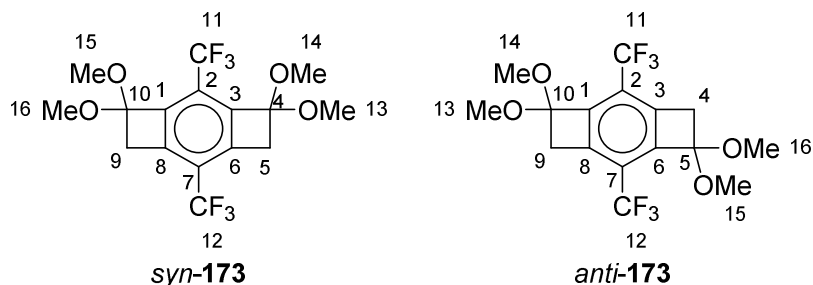 11 11
15 CF3 14 14 CF3
MeO OMe MeO
16 MeO 10 1 2 3 4 OMe 13 13 MeO 10 1 2 3 4
9 8 7 6 5 9 8 7 6 5 OMe 16
CF3 CF3 OMe
12 12 15
syn-173 anti-173